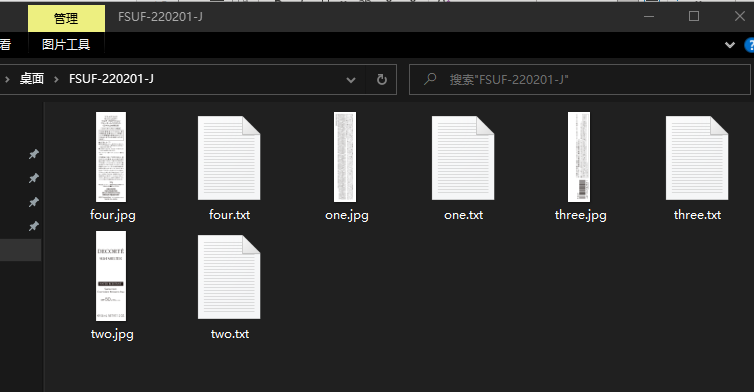 管理
FSUF-220201-J
看
图片工具
桌面
FSUF-220201-J
搜索"FSUF-220201-J"
four.jpg
four.txt
one.jpg
one.txt
three.jpg
three.txt
DECORTÉ
two.jpg
two.txt